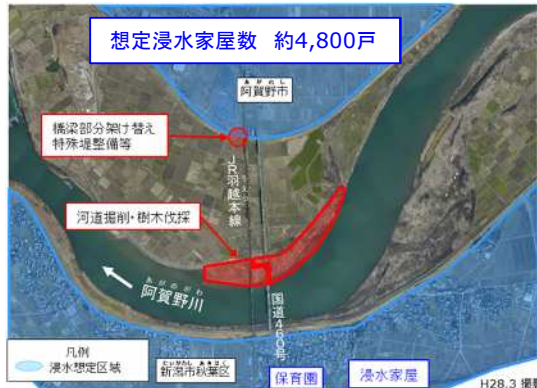 想定浸水家屋数 約4,800戸
あがのし
阿賀野市
橋梁部分架け替え
特殊堤整備等
JR羽越本線
うえつ
河道掘削・樹木伐採
あがのがわ
阿賀野川
国道460号
凡例
浸水想定区域
にいがたし あきはく
新潟市秋葉区
保育園
浸水家屋
H28.3 撮影